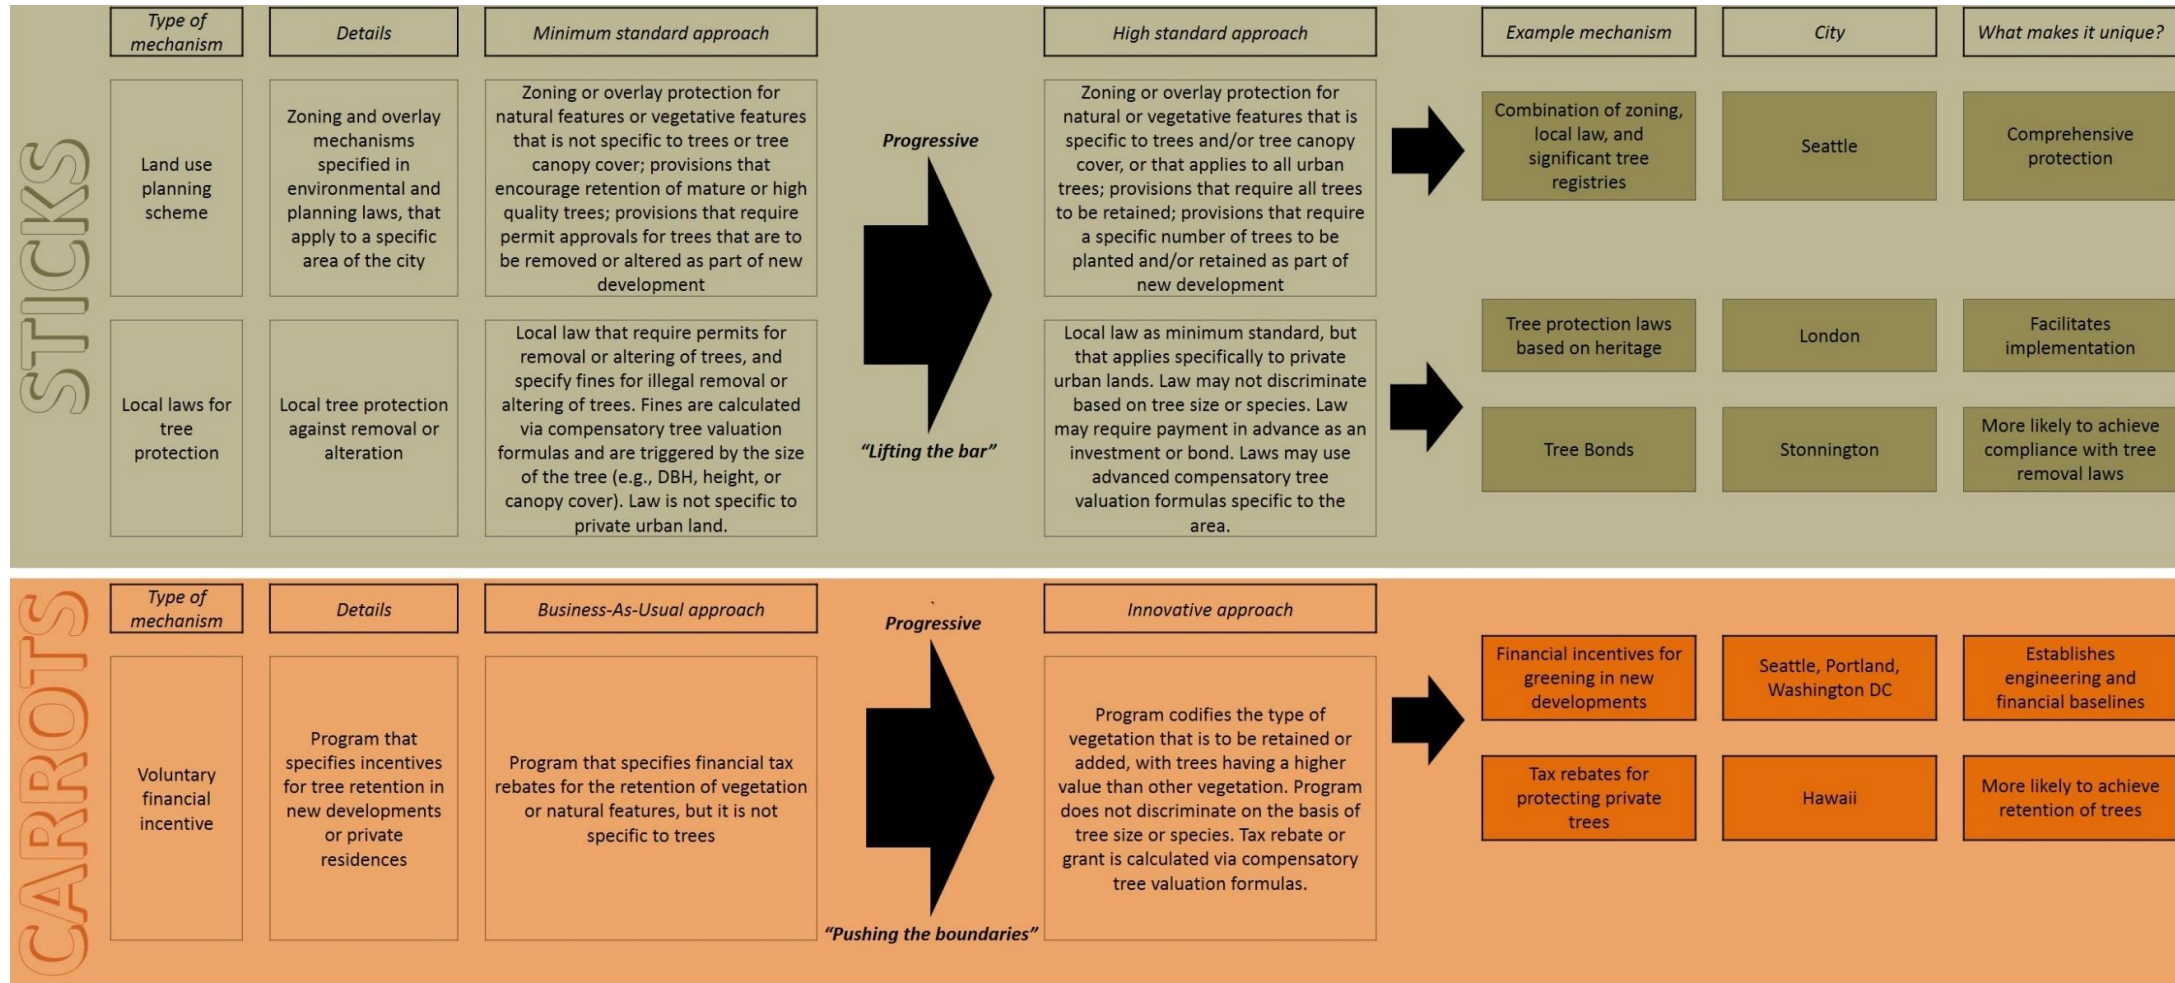 STICKS
Type of
mechanism
Details
Minimum standard approach
High standard approach
Example mechanism
City
What makes it unique?
Land use
planning
scheme
Zoning and overlay
mechanisms
specified in
environmental and
planning laws, that
apply to a specific
area of the city
Zoning or overlay protection for
natural features or vegetative features
that is not specific to trees or tree
canopy cover; provisions that
encourage retention of mature or high
quality trees; provisions that require
permit approvals for trees that are to
be removed or altered as part of new
development
Progressive
Zoning or overlay protection for
natural or vegetative features that is
specific to trees and/or tree canopy
cover, or that applies to all urban
trees; provisions that require all trees
to be retained; provisions that require
a specific number of trees to be
planted and/or retained as part of
new development
Combination of zoning,
local law, and
significant tree
registries
Seattle
Comprehensive
protection
Local laws for
tree
protection
Local tree protection
against removal or
alteration
Local law that require permits for
removal or altering of trees, and
specify fines for illegal removal or
altering of trees. Fines are calculated
via compensatory tree valuation
formulas and are triggered by the size
of the tree (e.g., DBH, height, or
canopy cover). Law is not specific to
private urban land.
“Lifting the bar”
Local law as minimum standard, but
that applies specifically to private
urban lands. Law may not discriminate
based on tree size or species. Law
may require payment in advance as an
investment or bond. Laws may use
advanced compensatory tree
valuation formulas specific to the
area.
Tree protection laws
based on heritage
London
Facilitates
implementation
Tree Bonds
Stonnington
More likely to achieve
compliance with tree
removal laws
CARROTS
Type of
mechanism
Details
Business-As-Usual approach
Progressive
Innovative approach
Voluntary
financial
incentive
Program that
specifies incentives
for tree retention in
new developments
or private
residences
Program that specifies financial tax
rebates for the retention of vegetation
or natural features, but it is not
specific to trees
“Pushing the boundaries”
Program codifies the type of
vegetation that is to be retained or
added, with trees having a higher
value than other vegetation. Program
does not discriminate on the basis of
tree size or species. Tax rebate or
grant is calculated via compensatory
tree valuation formulas.
Financial incentives for
greening in new
developments
Seattle, Portland,
Washington DC
Establishes
engineering and
financial baselines
Tax rebates for
protecting private
trees
Hawaii
More likely to achieve
retention of trees